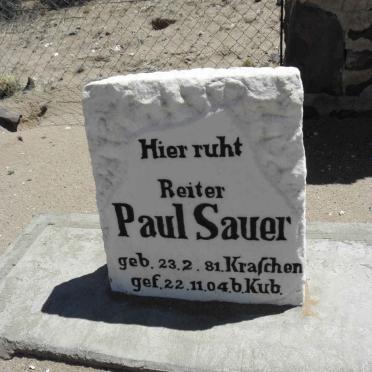 Hier ruht
Reiter
Paul Sauer
geb. 23. 2. 81. Kraſchen
gef. 22. 11. 04. b. Kub.